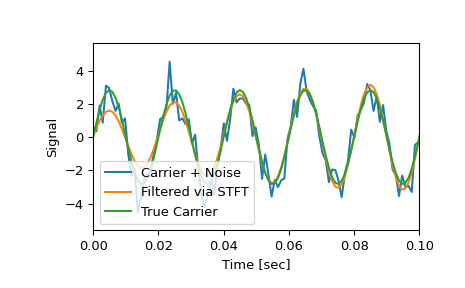 4
2
0
−2
−4
Signal
Carrier + Noise
Filtered via STFT
True Carrier
0.00 0.02 0.04 0.06 0.08 0.10
Time [sec]